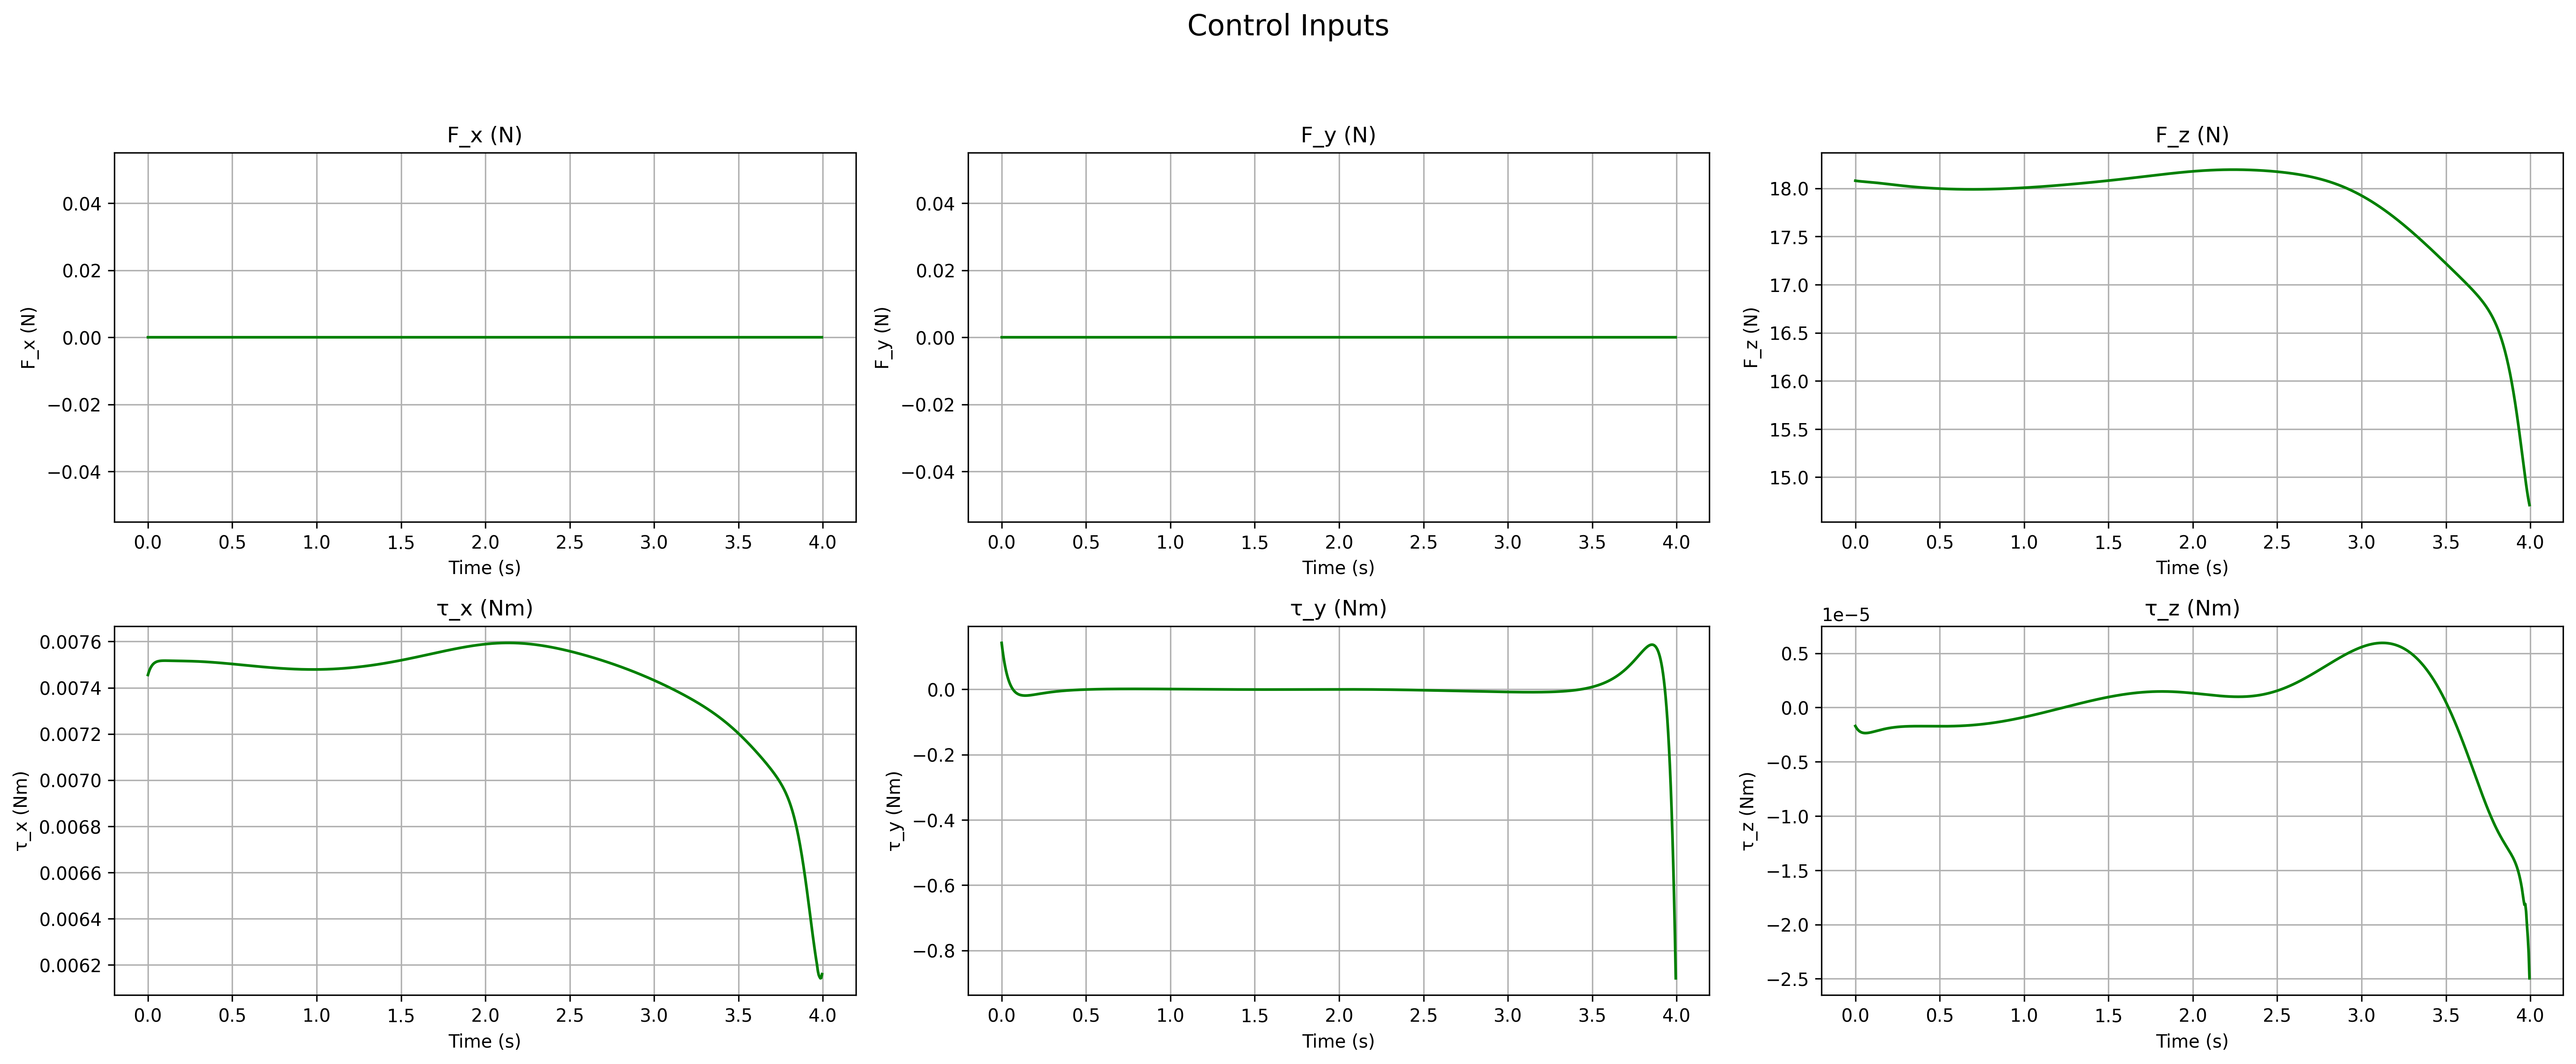 Control Inputs
F_x (N)
F_x (N)
0.04
0.02
0.00
−0.02
−0.04
0.0 0.5 1.0 1.5 2.0 2.5 3.0 3.5 4.0
Time (s)
F_y (N)
F_y (N)
0.04
0.02
0.00
−0.02
−0.04
0.0 0.5 1.0 1.5 2.0 2.5 3.0 3.5 4.0
Time (s)
F_z (N)
F_z (N)
18.0
17.5
17.0
16.5
16.0
15.5
15.0
0.0 0.5 1.0 1.5 2.0 2.5 3.0 3.5 4.0
Time (s)
τ_x (Nm)
τ_x (Nm)
0.0076
0.0074
0.0072
0.0070
0.0068
0.0066
0.0064
0.0062
0.0 0.5 1.0 1.5 2.0 2.5 3.0 3.5 4.0
Time (s)
τ_y (Nm)
τ_y (Nm)
0.0
−0.2
−0.4
−0.6
−0.8
0.0 0.5 1.0 1.5 2.0 2.5 3.0 3.5 4.0
Time (s)
τ_z (Nm)
1e−5
τ_z (Nm)
0.5
0.0
−0.5
−1.0
−1.5
−2.0
−2.5
0.0 0.5 1.0 1.5 2.0 2.5 3.0 3.5 4.0
Time (s)